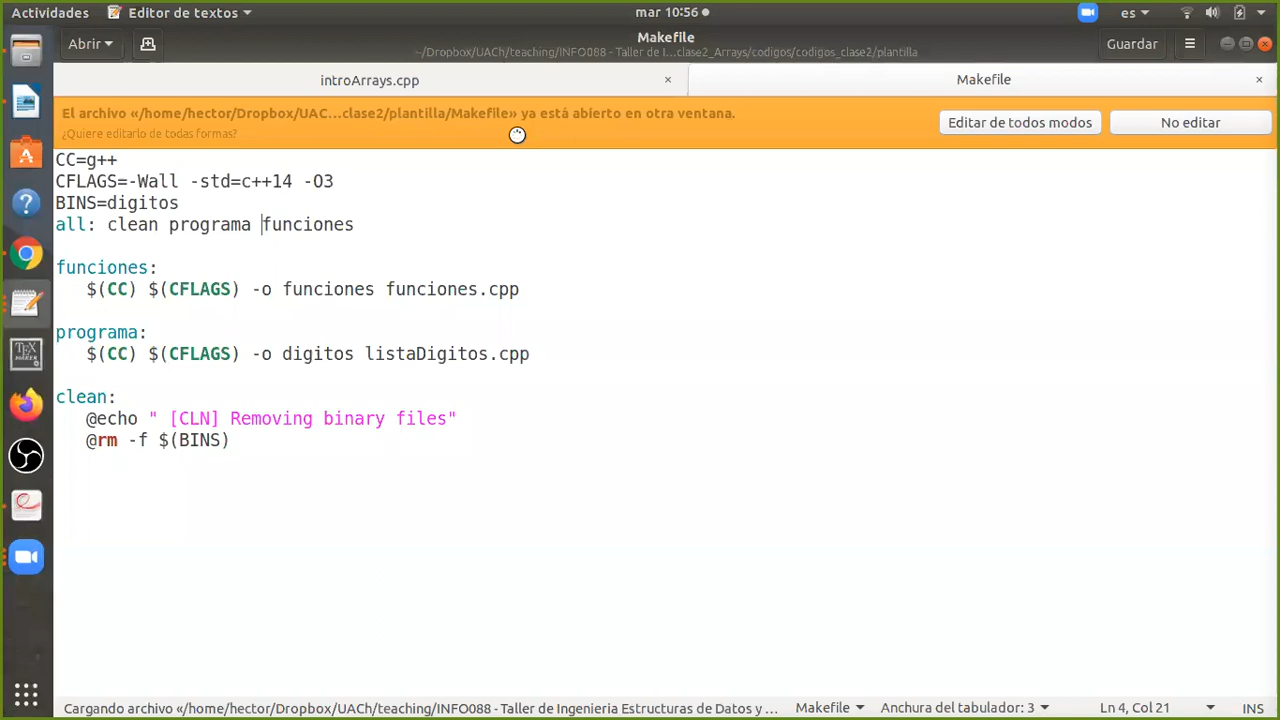 Actividades Editor de textos mar 10:56 es
Abrir Makefile Guardar
~/Dropbox/UACh/teaching/INFO088 - Taller de I…clase2_Arrays/codigos/codigos_clase2/plantilla
introArrays.cpp × Makefile ×
El archivo «/home/hector/Dropbox/UAC…clase2/plantilla/Makefile» ya está abierto en otra ventana.
¿Quiere editarlo de todas formas?
Editar de todos modos No editar
CC=g++
CFLAGS=-Wall -std=c++14 -O3
BINS=digitos
all: clean programa funciones
funciones:
$(CC) $(CFLAGS) -o funciones funciones.cpp
programa:
$(CC) $(CFLAGS) -o digitos listaDigitos.cpp
clean:
@echo " [CLN] Removing binary files"
@rm -f $(BINS)
Cargando archivo «/home/hector/Dropbox/UACh/teaching/INFO088 - Taller de Ingenieria Estructuras de Datos y … Makefile Anchura del tabulador: 3 Ln 4, Col 21 INS